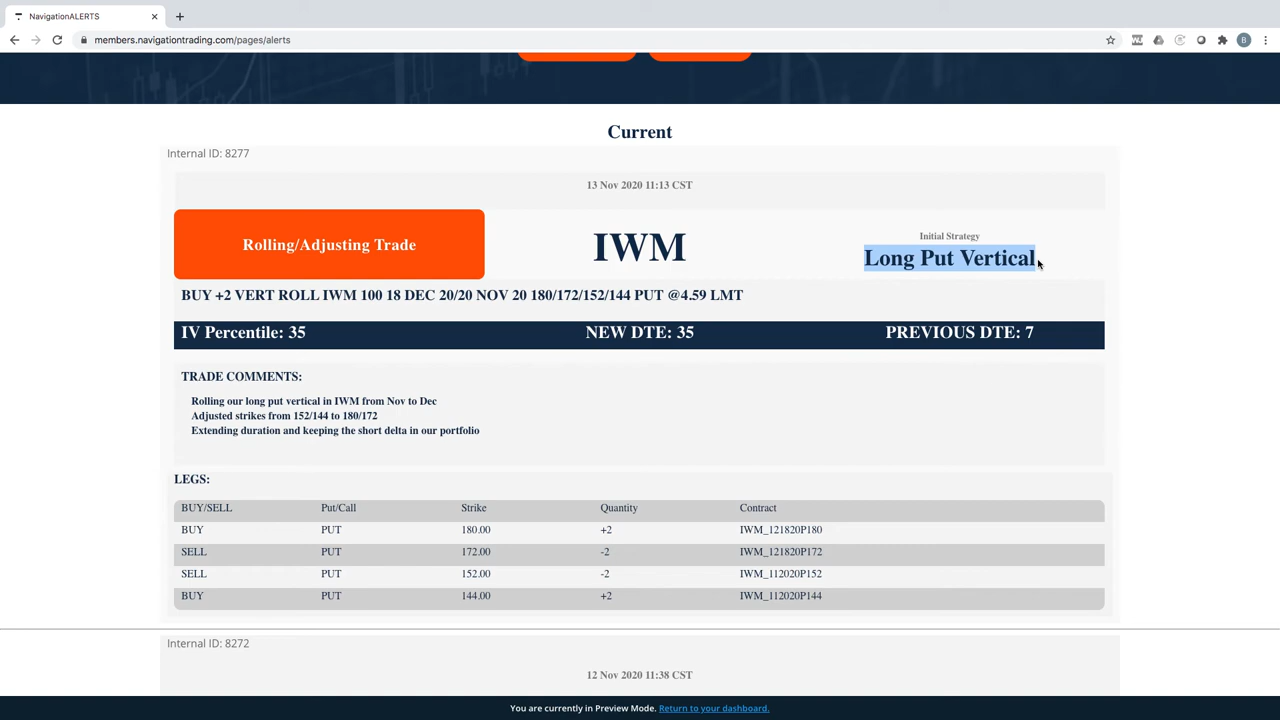 NavigationALERTS
members.navigationtrading.com/pages/alerts
B
Current
Internal ID: 8277
13 Nov 2020 11:13 CST
Rolling/Adjusting Trade
IWM
Initial Strategy
Long Put Vertical
BUY +2 VERT ROLL IWM 100 18 DEC 20/20 NOV 20 180/172/152/144 PUT @4.59 LMT
IV Percentile: 35 NEW DTE: 35 PREVIOUS DTE: 7
TRADE COMMENTS:
Rolling our long put vertical in IWM from Nov to Dec
Adjusted strikes from 152/144 to 180/172
Extending duration and keeping the short delta in our portfolio
LEGS:
BUY/SELL Put/Call Strike Quantity Contract
BUY PUT 180.00 +2 IWM_121820P180
SELL PUT 172.00 -2 IWM_121820P172
SELL PUT 152.00 -2 IWM_112020P152
BUY PUT 144.00 +2 IWM_112020P144
Internal ID: 8272
12 Nov 2020 11:38 CST
You are currently in Preview Mode. Return to your dashboard.